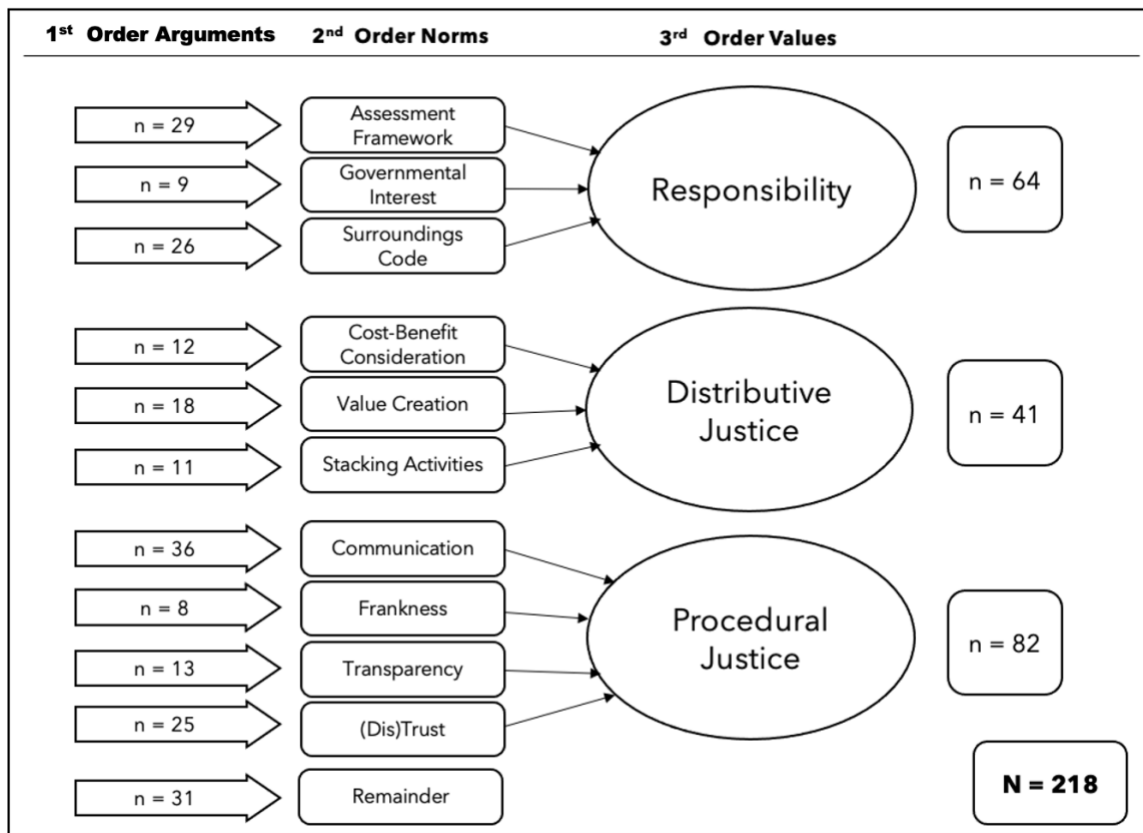 1st Order Arguments 2nd Order Norms 3rd Order Values
n = 29
Assessment
Framework
n = 9
Governmental
Interest
n = 26
Surroundings
Code
Responsibility
n = 64
n = 12
Cost-Benefit
Consideration
n = 18
Value Creation
n = 11
Stacking Activities
Distributive
Justice
n = 41
n = 36
Communication
n = 8
Frankness
n = 13
Transparency
n = 25
(Dis)Trust
Procedural
Justice
n = 82
n = 31
Remainder
N = 218